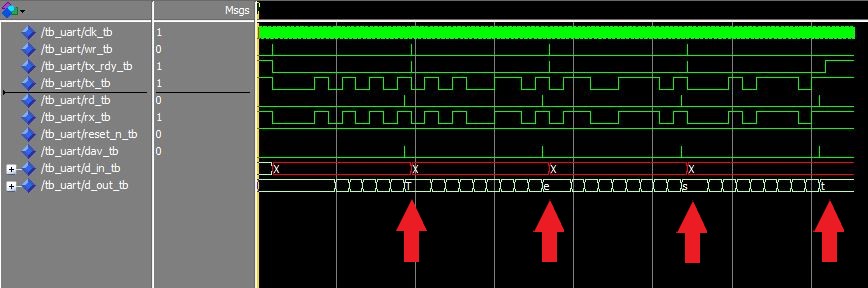 Msgs
/tb_uart/clk_tb 1
/tb_uart/wr_tb 0
/tb_uart/tx_rdy_tb 1
/tb_uart/tx_tb 1
/tb_uart/rd_tb 0
/tb_uart/rx_tb 1
/tb_uart/reset_n_tb 0
/tb_uart/dav_tb 0
/tb_uart/d_in_tb X X X X
/tb_uart/d_out_tb T e s t